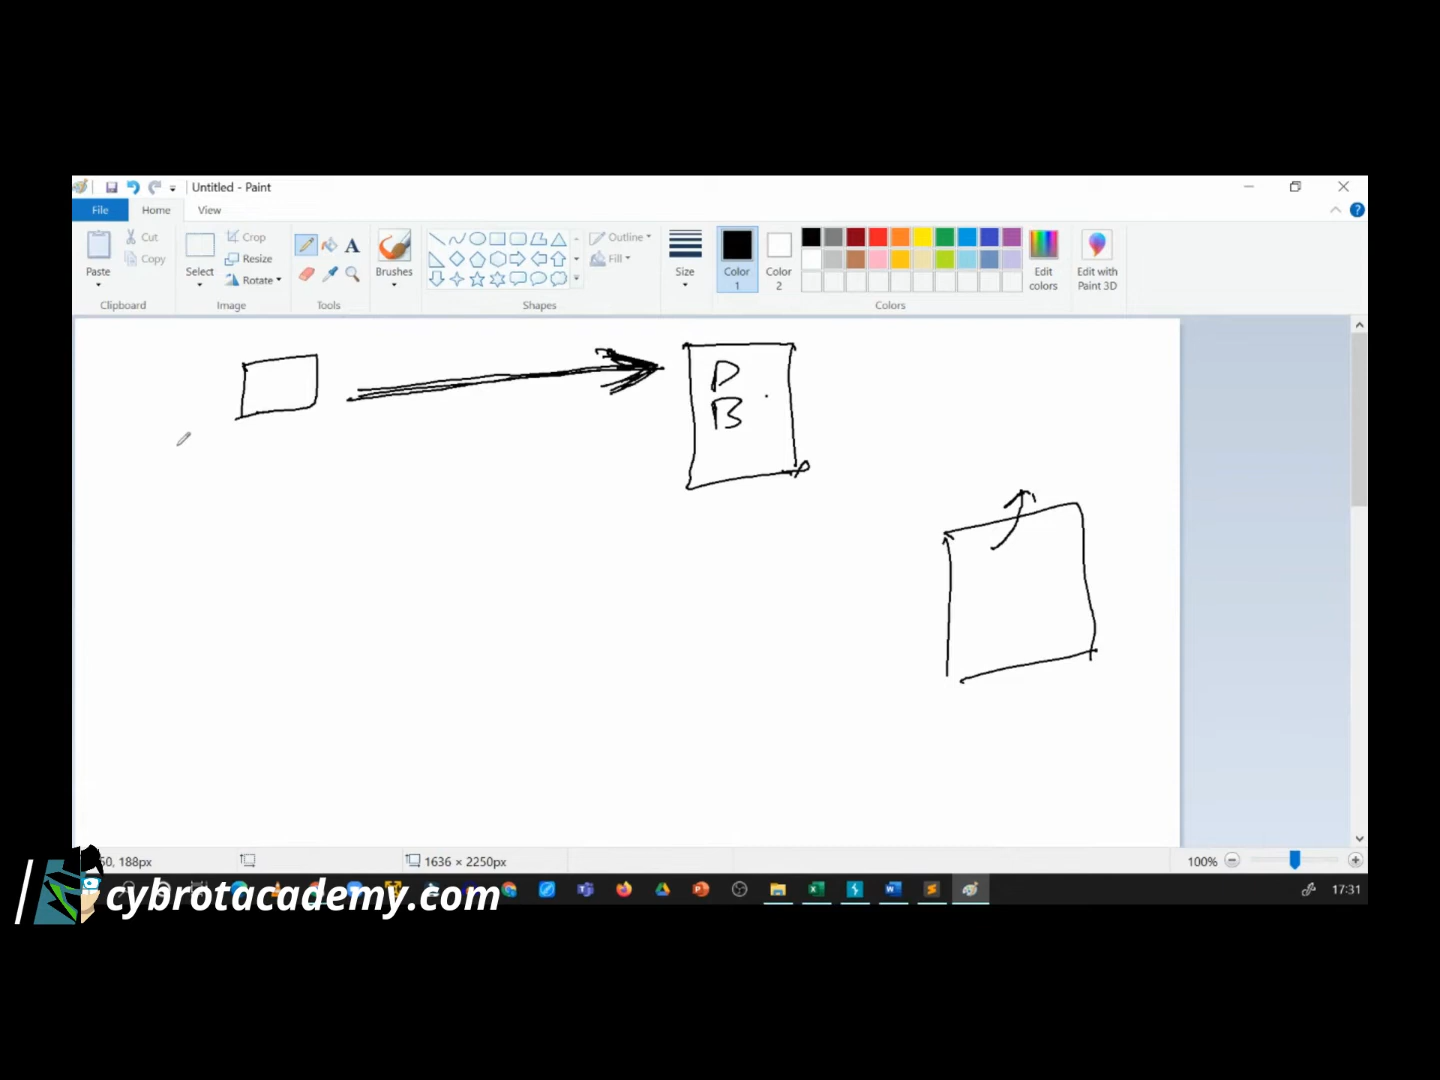 Untitled - Paint
File Home View
Cut
Copy
Paste
Clipboard
Select
Crop
Resize
Rotate
Image
A
Tools
Brushes
Outline
Fill
Shapes
Size
Color 1
Color 2
Edit colors
Colors
Edit with Paint 3D
D
B
0, 188px
1636 × 2250px
100%
cybrotacademy.com
17:31